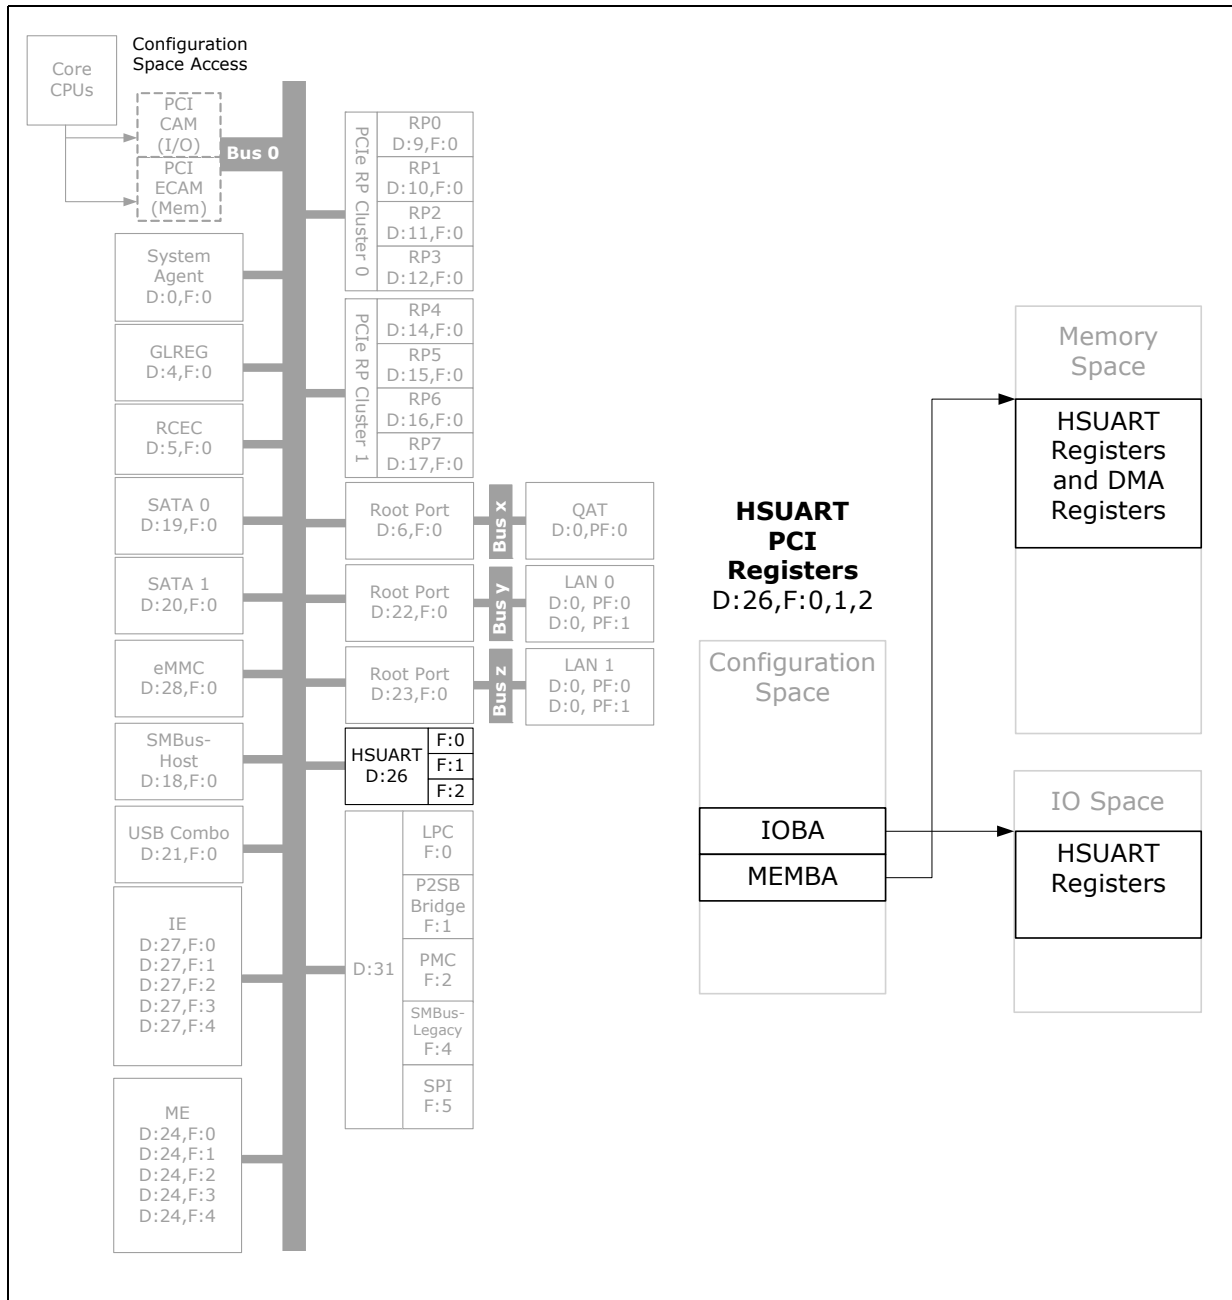 Configuration
Space Access
Core
CPUs
PCI
CAM
(I/O)
PCI
ECAM
(Mem)
Bus 0
System
Agent
D:0,F:0
GLREG
D:4,F:0
RCEC
D:5,F:0
SATA 0
D:19,F:0
SATA 1
D:20,F:0
eMMC
D:28,F:0
SMBus-
Host
D:18,F:0
USB Combo
D:21,F:0
IE
D:27,F:0
D:27,F:1
D:27,F:2
D:27,F:3
D:27,F:4
ME
D:24,F:0
D:24,F:1
D:24,F:2
D:24,F:3
D:24,F:4
PCIe RP Cluster 0
RP0
D:9,F:0
RP1
D:10,F:0
RP2
D:11,F:0
RP3
D:12,F:0
PCIe RP Cluster 1
RP4
D:14,F:0
RP5
D:15,F:0
RP6
D:16,F:0
RP7
D:17,F:0
Root Port
D:6,F:0
Bus x
QAT
D:0,PF:0
Root Port
D:22,F:0
Bus y
LAN 0
D:0, PF:0
D:0, PF:1
Root Port
D:23,F:0
Bus z
LAN 1
D:0, PF:0
D:0, PF:1
HSUART
D:26
F:0
F:1
F:2
D:31
LPC
F:0
P2SB
Bridge
F:1
PMC
F:2
SMBus-
Legacy
F:4
SPI
F:5
HSUART
PCI
Registers
D:26,F:0,1,2
Configuration
Space
IOBA
MEMBA
Memory
Space
HSUART
Registers
and DMA
Registers
IO Space
HSUART
Registers